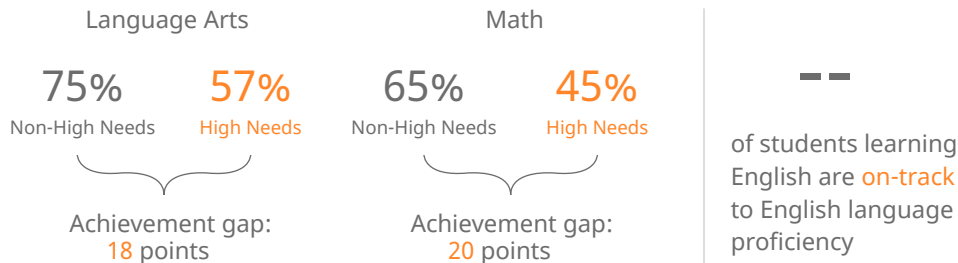 Language Arts
75%
57%
Non-High Needs
High Needs
Achievement gap:
18 points
Math
65%
45%
Non-High Needs
High Needs
Achievement gap:
20 points
--
of students learning
English are on-track
to English language
proficiency